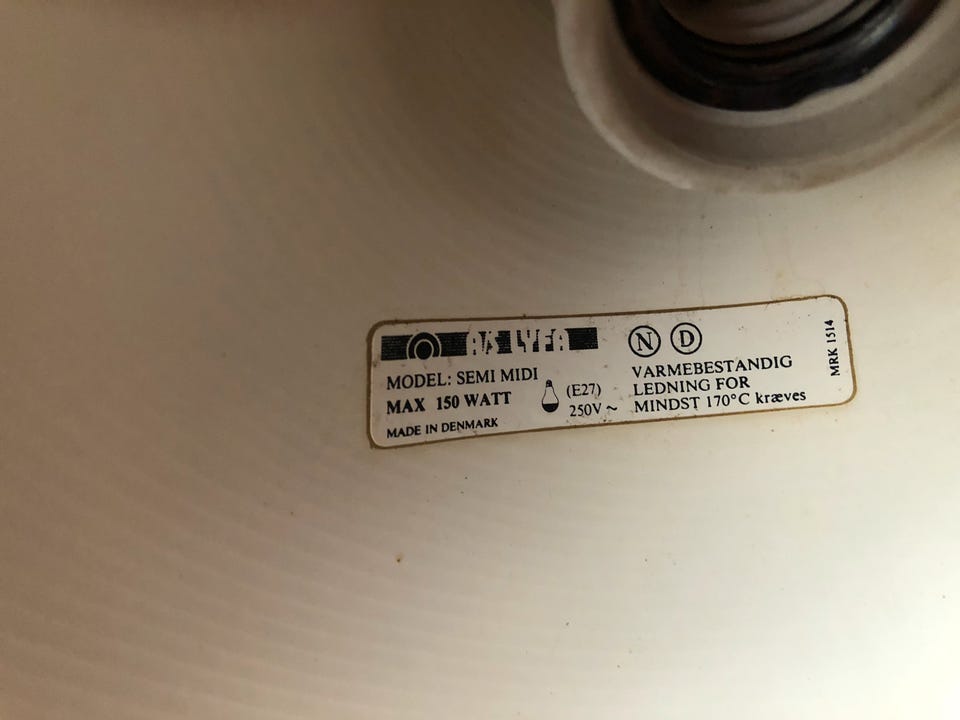 A/S LYFA
MODEL: SEMI MIDI
MAX 150 WATT
(E27)
250V ~
MADE IN DENMARK
N D
VARMEBESTANDIG
LEDNING FOR
MINDST 170°C kræves
MRK 1514